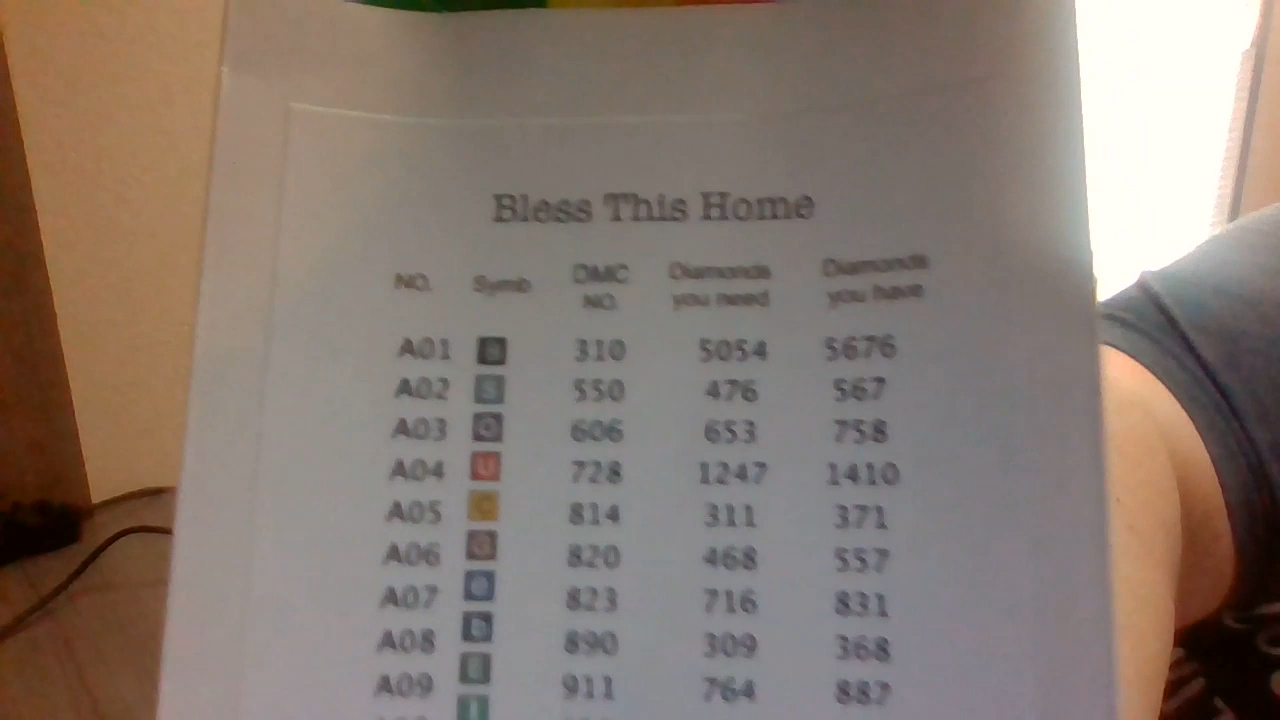 Bless This Home
NO. Symb DMC NO. Diamonds you need Diamonds you have
A01 310 5054 5676
A02 S 550 476 567
A03 606 653 758
A04 U 728 1247 1410
A05 C 814 311 371
A06 820 468 557
A07 823 716 831
A08 890 309 368
A09 E 911 764 887